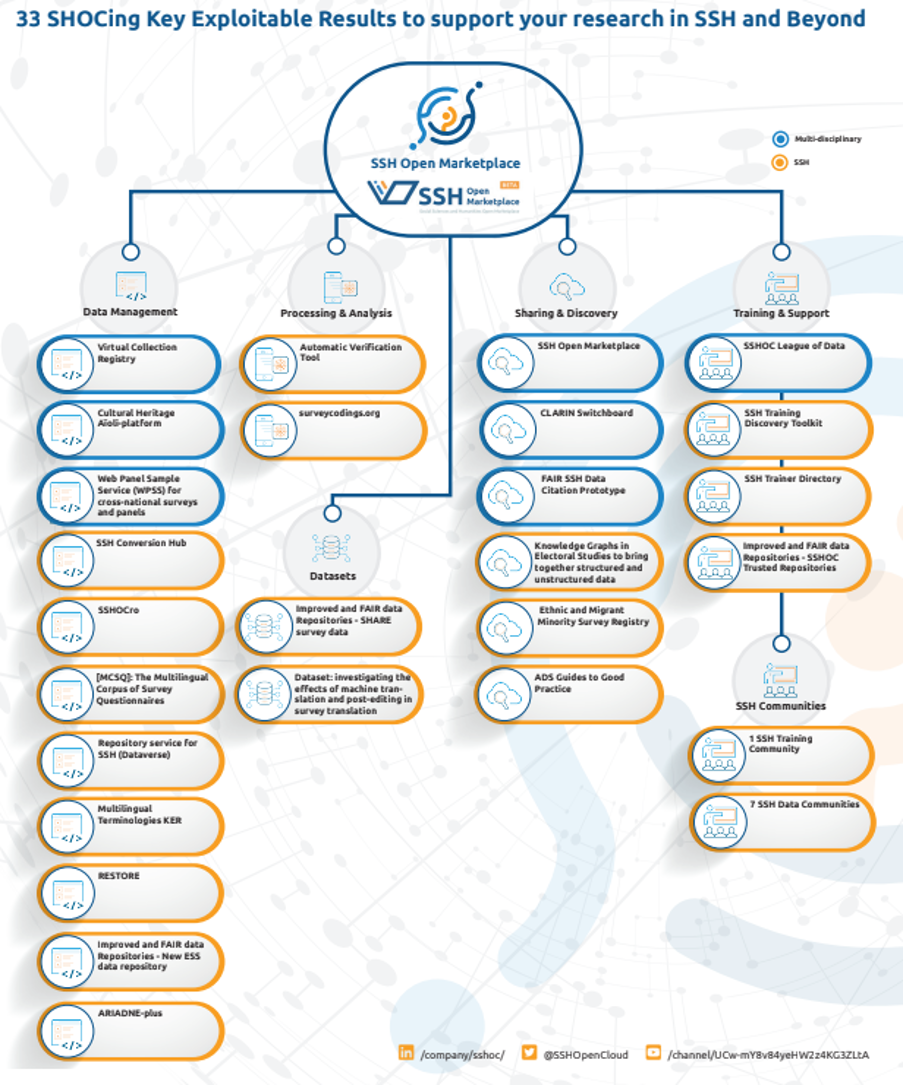 33 SHOCing Key Exploitable Results to support your research in SSH and Beyond
SSH Open Marketplace
SSH
Open
Marketplace
BETA
Social Sciences and Humanities Open Marketplace
Multi-disciplinary
SSH
Data Management
Virtual Collection
Registry
Cultural Heritage
Aïoli-platform
Web Panel Sample
Service (WPSS) for
cross-national surveys
and panels
SSH Conversion Hub
SSHOCro
[MCSQ]: The Multilingual
Corpus of Survey
Questionnaires
Repository service for
SSH (Dataverse)
Multilingual
Terminologies KER
RESTORE
Improved and FAIR data
Repositories - New ESS
data repository
ARIADNE-plus
Processing & Analysis
Automatic Verification
Tool
surveycodings.org
Datasets
Improved and FAIR data
Repositories - SHARE
survey data
Dataset: investigating the
effects of machine tran-
slation and post-editing in
survey translation
Sharing & Discovery
SSH Open Marketplace
CLARIN Switchboard
FAIR SSH Data
Citation Prototype
Knowledge Graphs in
Electoral Studies to bring
together structured and
unstructured data
Ethnic and Migrant
Minority Survey Registry
ADS Guides to Good
Practice
Training & Support
SSHOC League of Data
SSH Training
Discovery Toolkit
SSH Trainer Directory
Improved and FAIR data
Repositories - SSHOC
Trusted Repositories
SSH Communities
1 SSH Training
Community
7 SSH Data Communities
/company/sshoc/
@SSHOpenCloud
/channel/UCw-mY8v84yeHW2z4KG3ZLtA